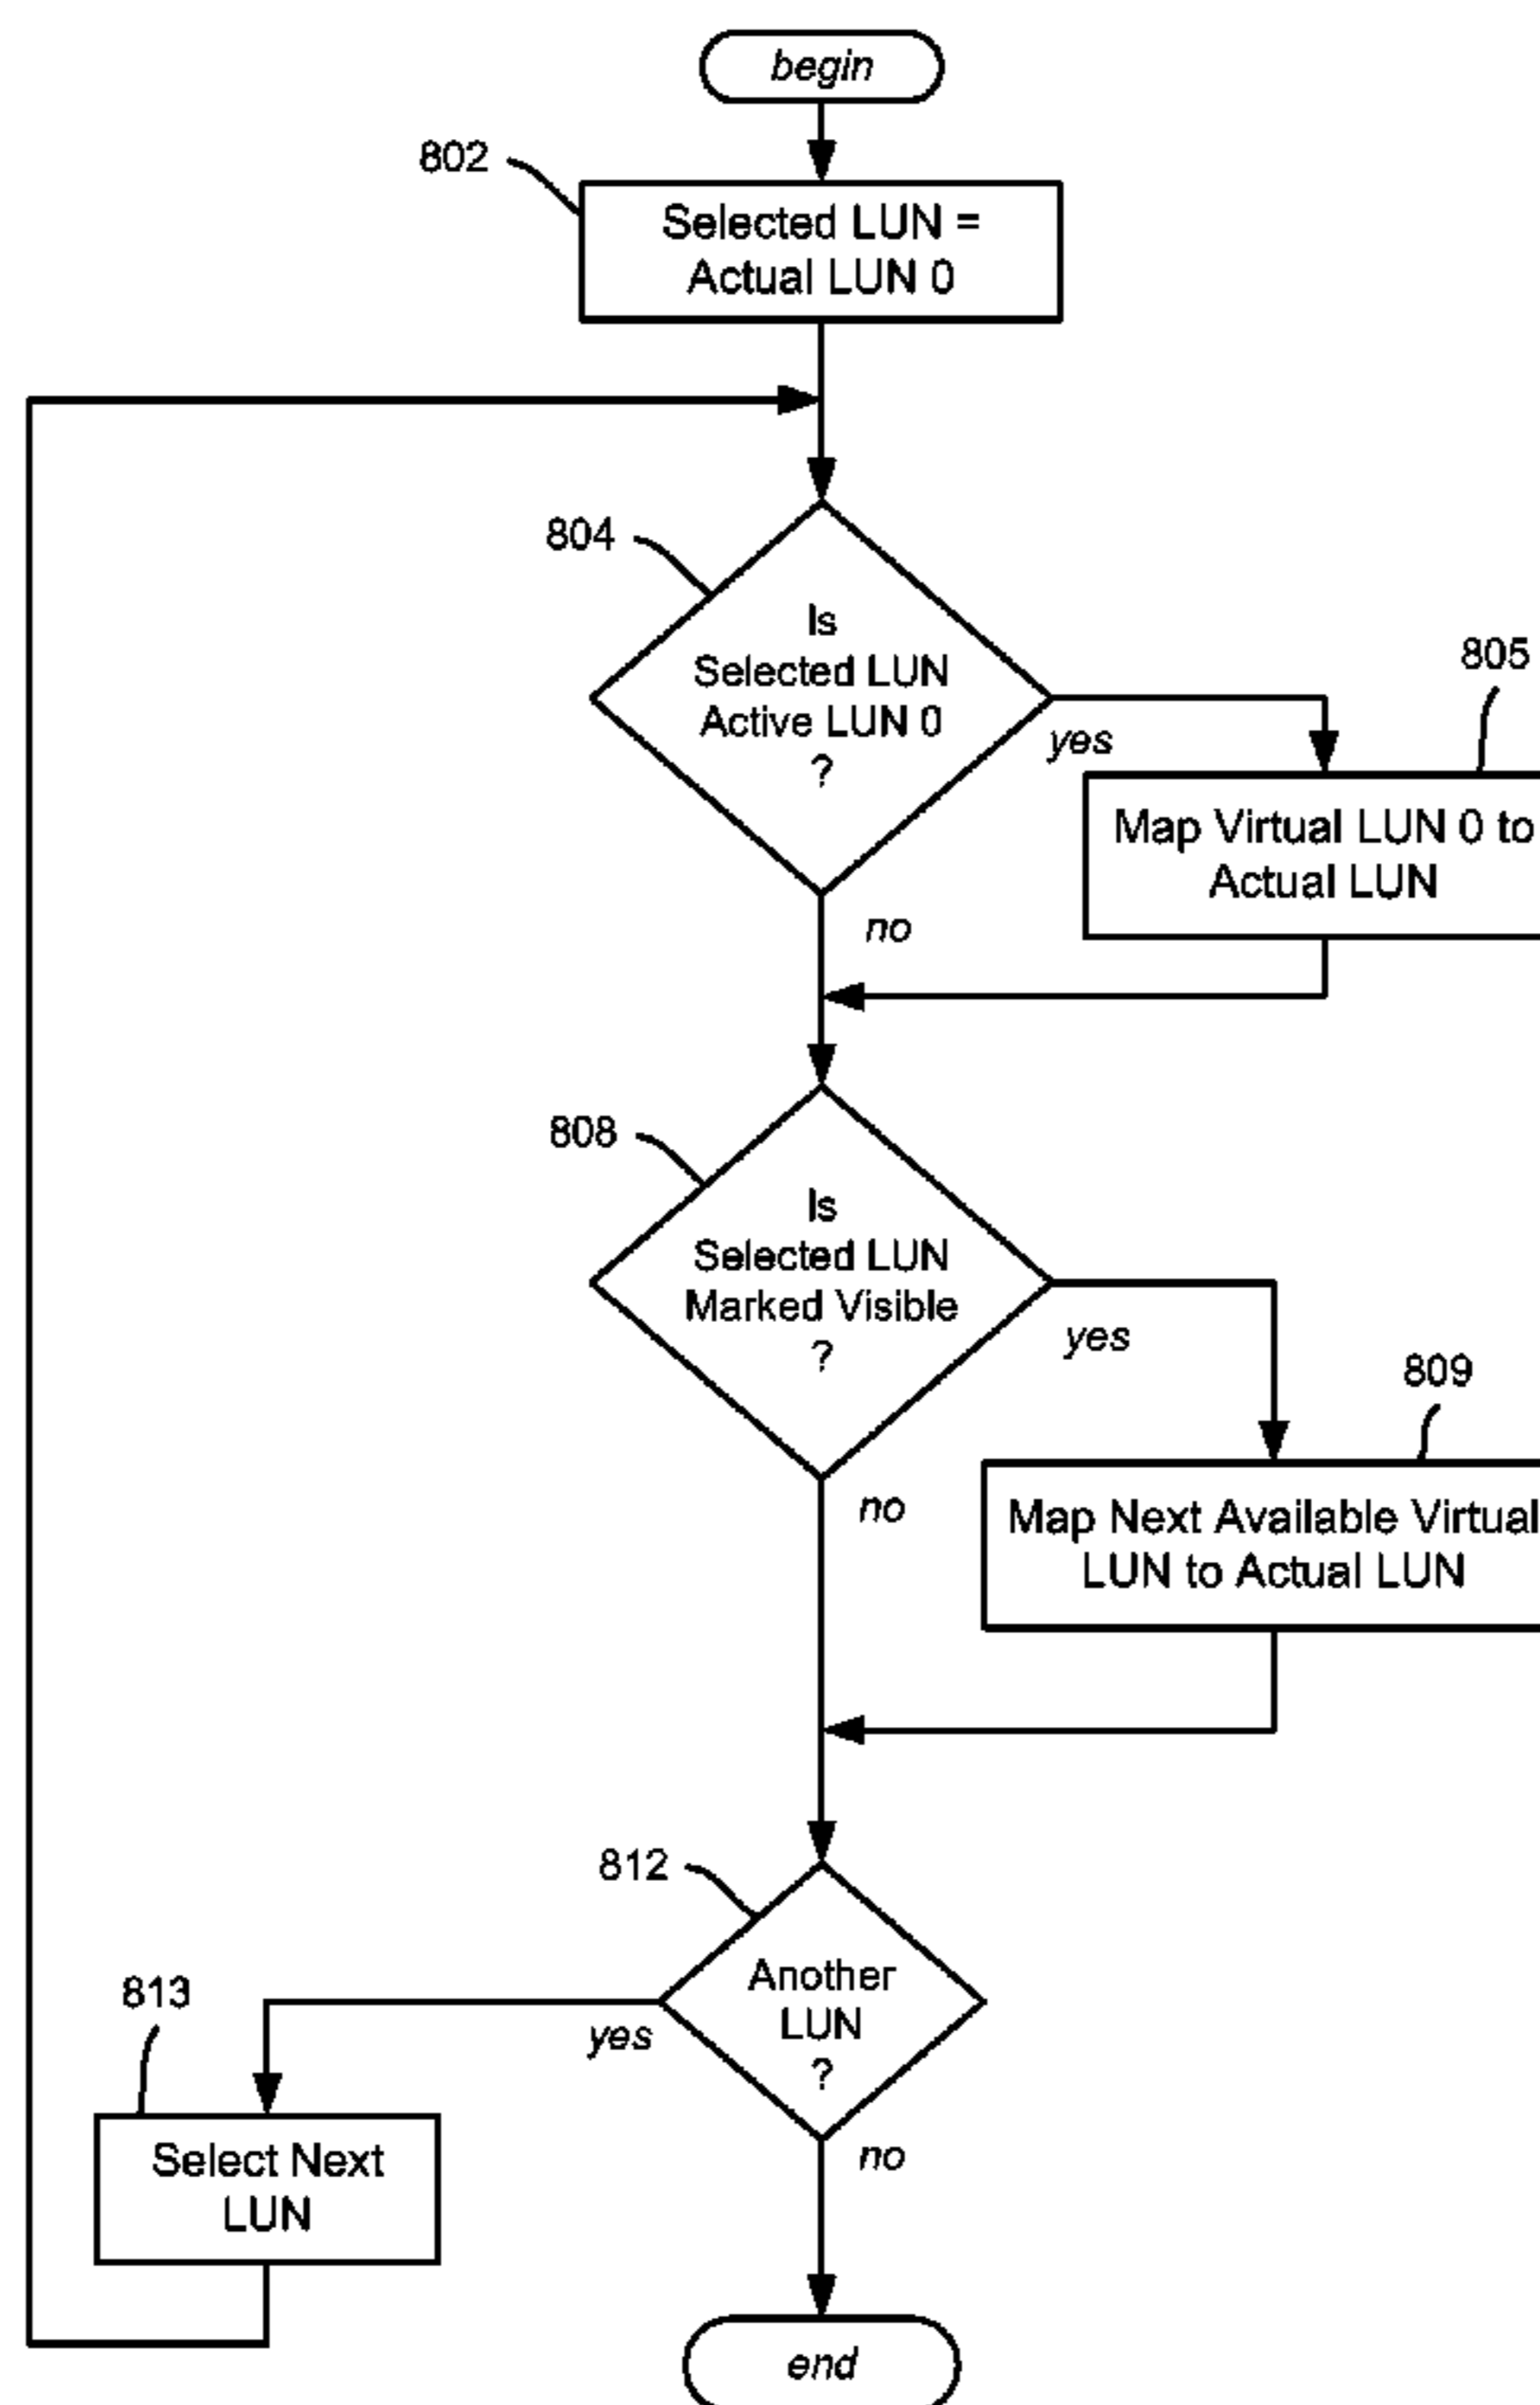 begin
802
Selected LUN =
Actual LUN 0
804
Is
Selected LUN
Active LUN 0
?
yes
805
Map Virtual LUN 0 to
Actual LUN
no
808
Is
Selected LUN
Marked Visible
?
yes
809
Map Next Available Virtual
LUN to Actual LUN
no
812
Another
LUN
?
yes
813
Select Next
LUN
no
end